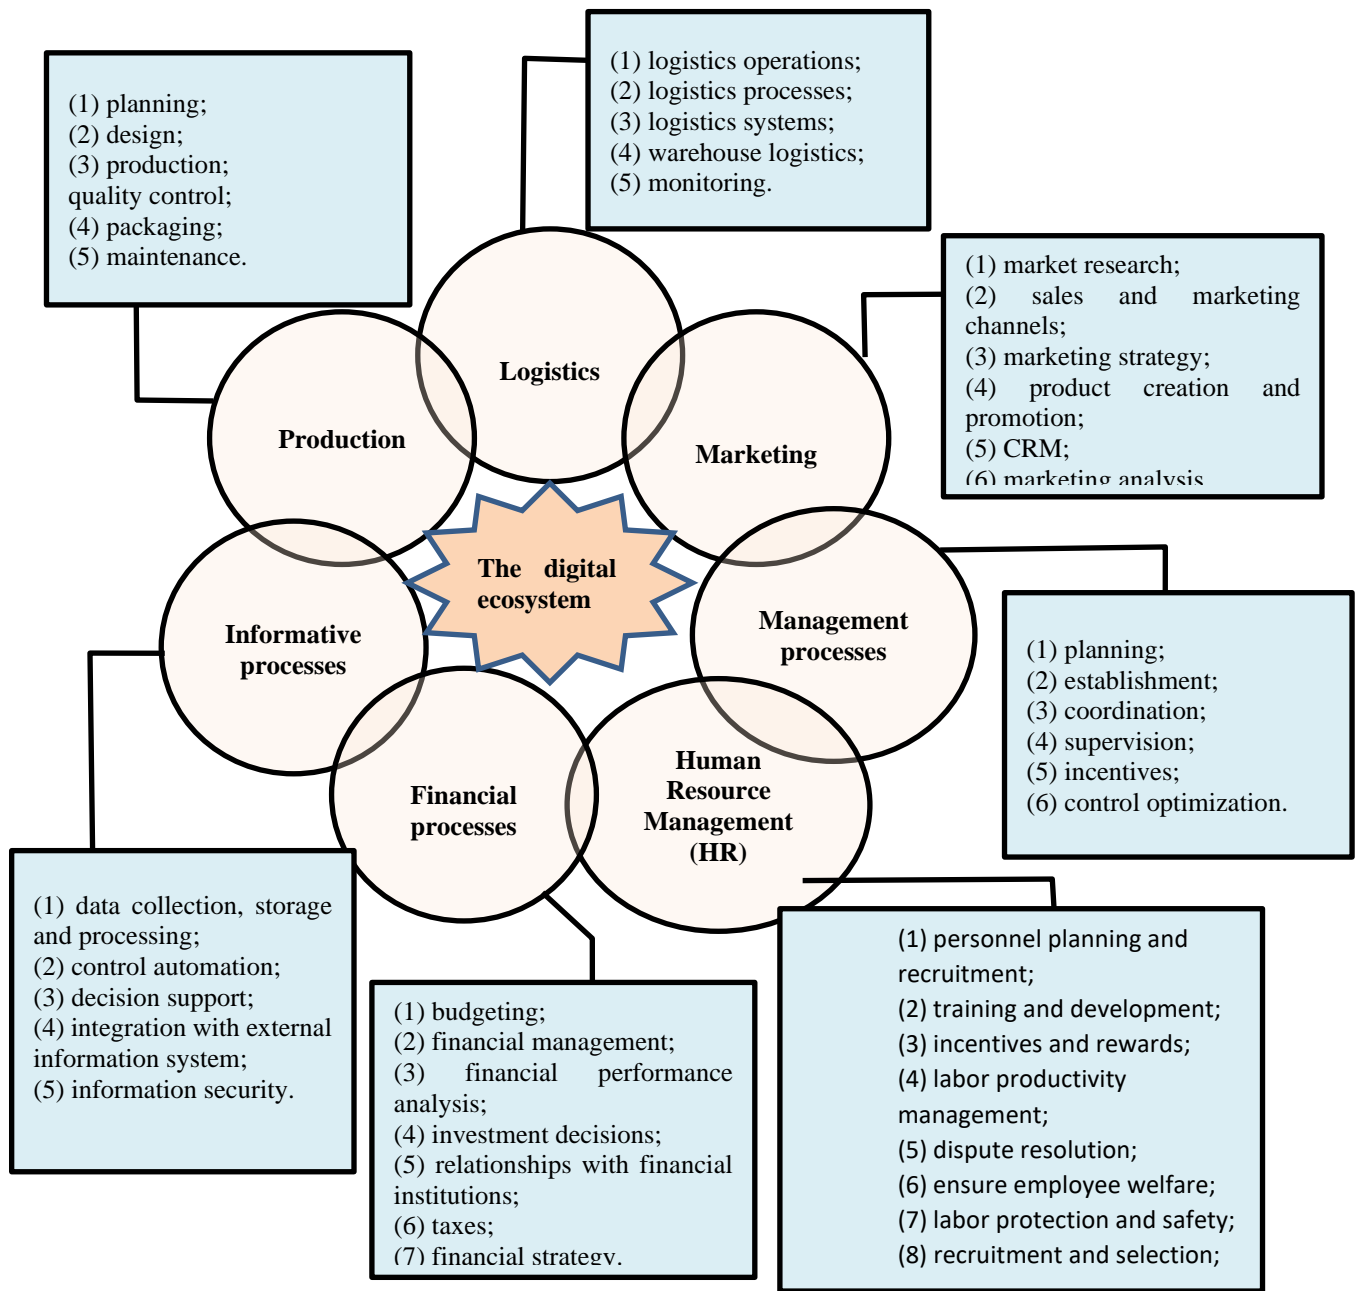 (1) logistics operations;
(2) logistics processes;
(3) logistics systems;
(4) warehouse logistics;
(5) monitoring.
(1) planning;
(2) design;
(3) production;
quality control;
(4) packaging;
(5) maintenance.
(1) market research;
(2) sales and marketing
channels;
(3) marketing strategy;
(4) product creation and
promotion;
(5) CRM;
(6) marketing analysis
Logistics
Production
Marketing
The digital
ecosystem
Informative
processes
Management
processes
(1) planning;
(2) establishment;
(3) coordination;
(4) supervision;
(5) incentives;
(6) control optimization.
Financial
processes
Human
Resource
Management
(HR)
(1) data collection, storage
and processing;
(2) control automation;
(3) decision support;
(4) integration with external
information system;
(5) information security.
(1) budgeting;
(2) financial management;
(3) financial performance
analysis;
(4) investment decisions;
(5) relationships with financial
institutions;
(6) taxes;
(7) financial strategy.
(1) personnel planning and
recruitment;
(2) training and development;
(3) incentives and rewards;
(4) labor productivity
management;
(5) dispute resolution;
(6) ensure employee welfare;
(7) labor protection and safety;
(8) recruitment and selection;